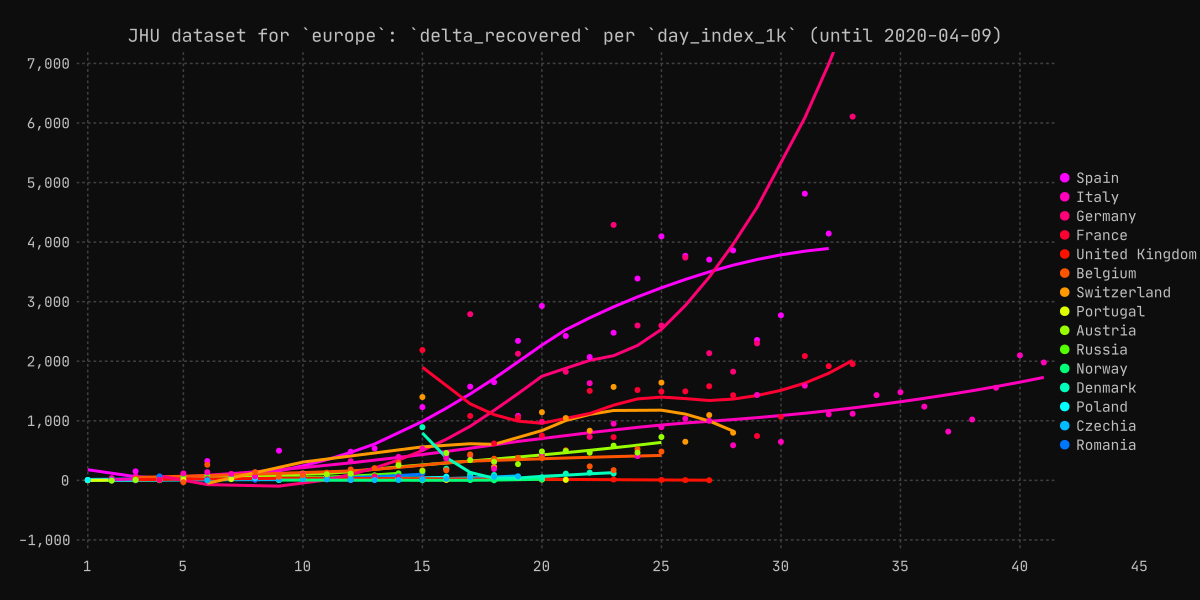 JHU dataset for `europe`: `delta_recovered` per `day_index_1k` (until 2020-04-09)
7,000
6,000
5,000
4,000
3,000
2,000
1,000
0
−1,000
1 5 10 15 20 25 30 35 40 45
Spain
Italy
Germany
France
United Kingdom
Belgium
Switzerland
Portugal
Austria
Russia
Norway
Denmark
Poland
Czechia
Romania